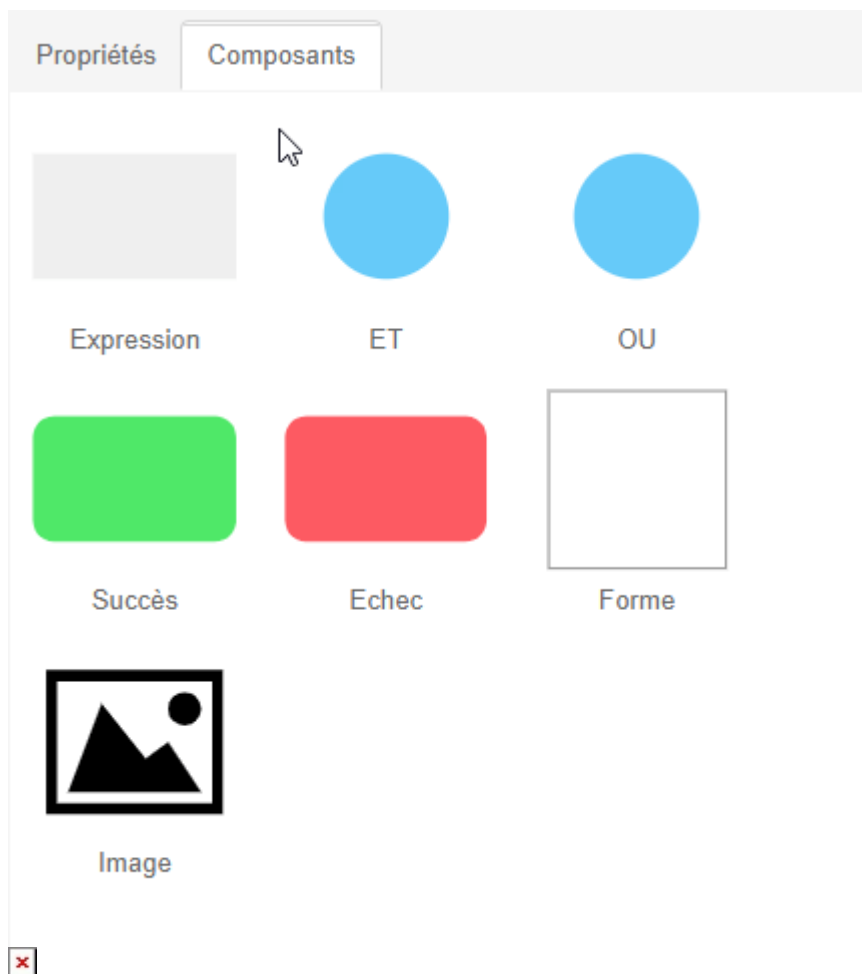 Propriétés Composants
Expression ET OU
Succès Echec Forme
Image